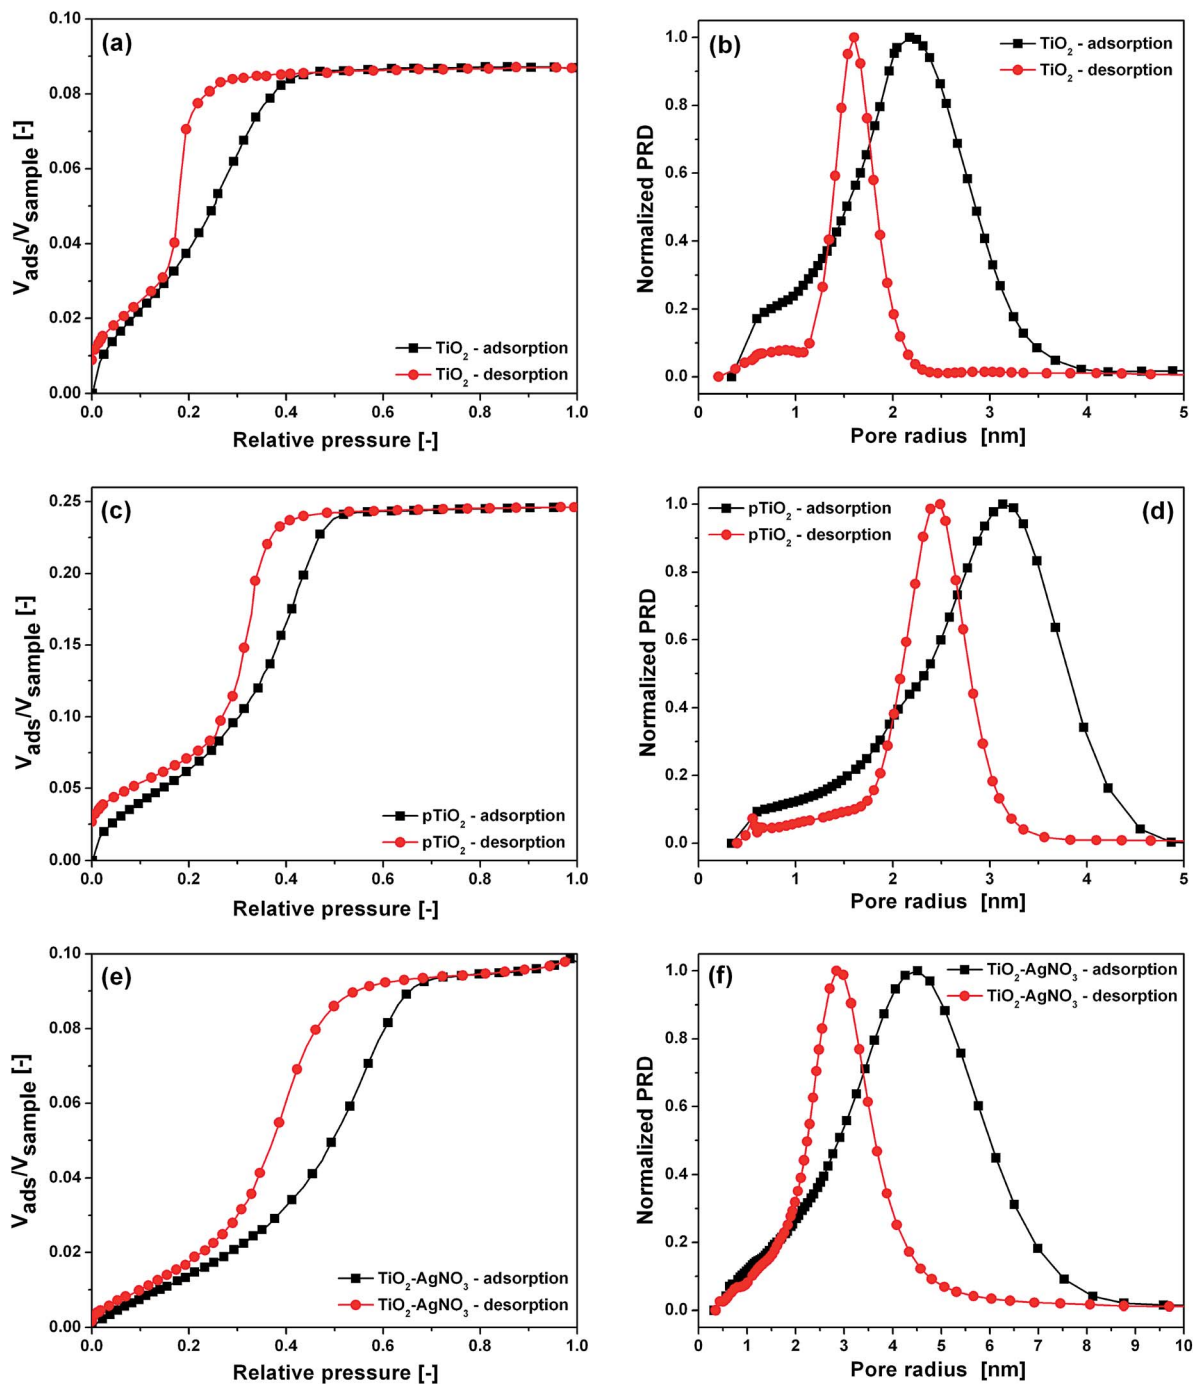 (a)
0.10
0.08
0.06
0.04
0.02
0.00
V_ads/V_sample [-]
TiO₂ - adsorption
TiO₂ - desorption
0.0 0.2 0.4 0.6 0.8 1.0
Relative pressure [-]
(b)
1.0
0.8
0.6
0.4
0.2
0.0
Normalized PRD
TiO₂ - adsorption
TiO₂ - desorption
0 1 2 3 4 5
Pore radius [nm]
(c)
0.25
0.20
0.15
0.10
0.05
0.00
V_ads/V_sample [-]
pTiO₂ - adsorption
pTiO₂ - desorption
0.0 0.2 0.4 0.6 0.8 1.0
Relative pressure [-]
(d)
1.0
0.8
0.6
0.4
0.2
0.0
Normalized PRD
pTiO₂ - adsorption
pTiO₂ - desorption
0 1 2 3 4 5
Pore radius [nm]
(e)
0.10
0.08
0.06
0.04
0.02
0.00
V_ads/V_sample [-]
TiO₂-AgNO₃ - adsorption
TiO₂-AgNO₃ - desorption
0.0 0.2 0.4 0.6 0.8 1.0
Relative pressure [-]
(f)
1.0
0.8
0.6
0.4
0.2
0.0
Normalized PRD
TiO₂-AgNO₃ - adsorption
TiO₂-AgNO₃ - desorption
0 1 2 3 4 5 6 7 8 9 10
Pore radius [nm]